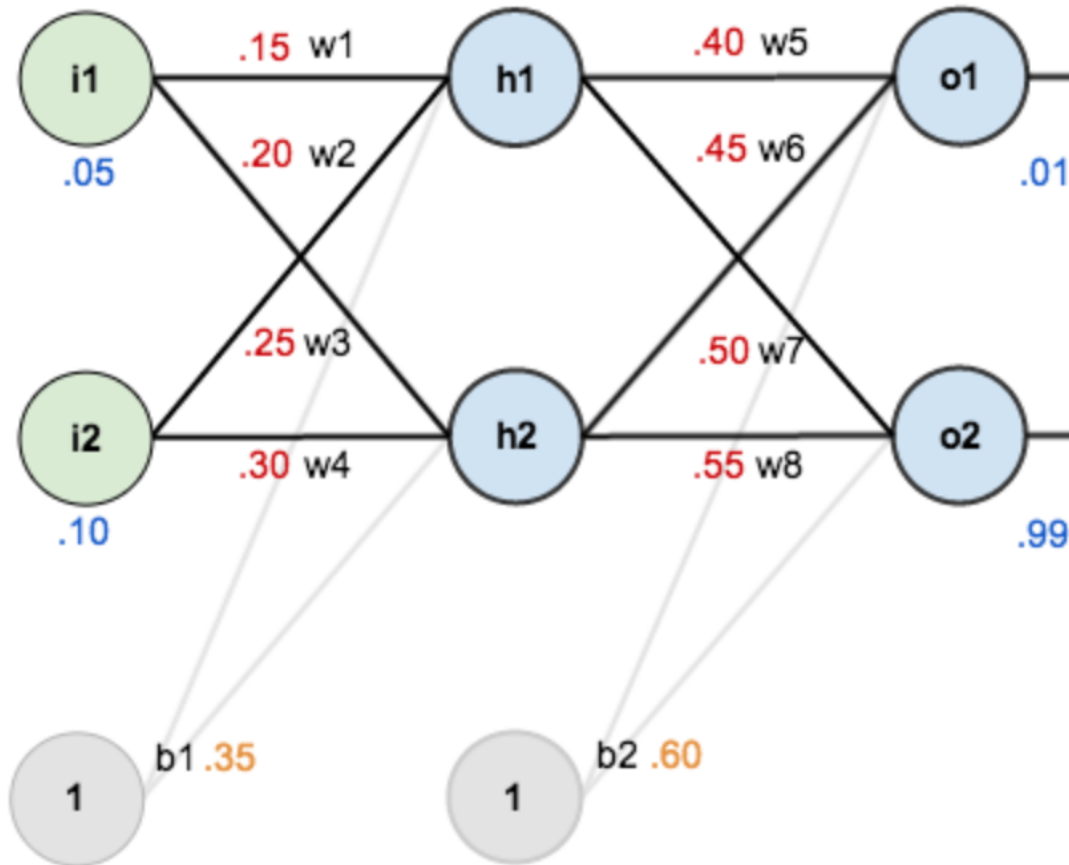 .15 w1
.40 w5
i1
h1
o1
.20 w2
.45 w6
.05
.01
.25 w3
.50 w7
i2
h2
o2
.30 w4
.55 w8
.10
.99
b1 .35
b2 .60
1
1